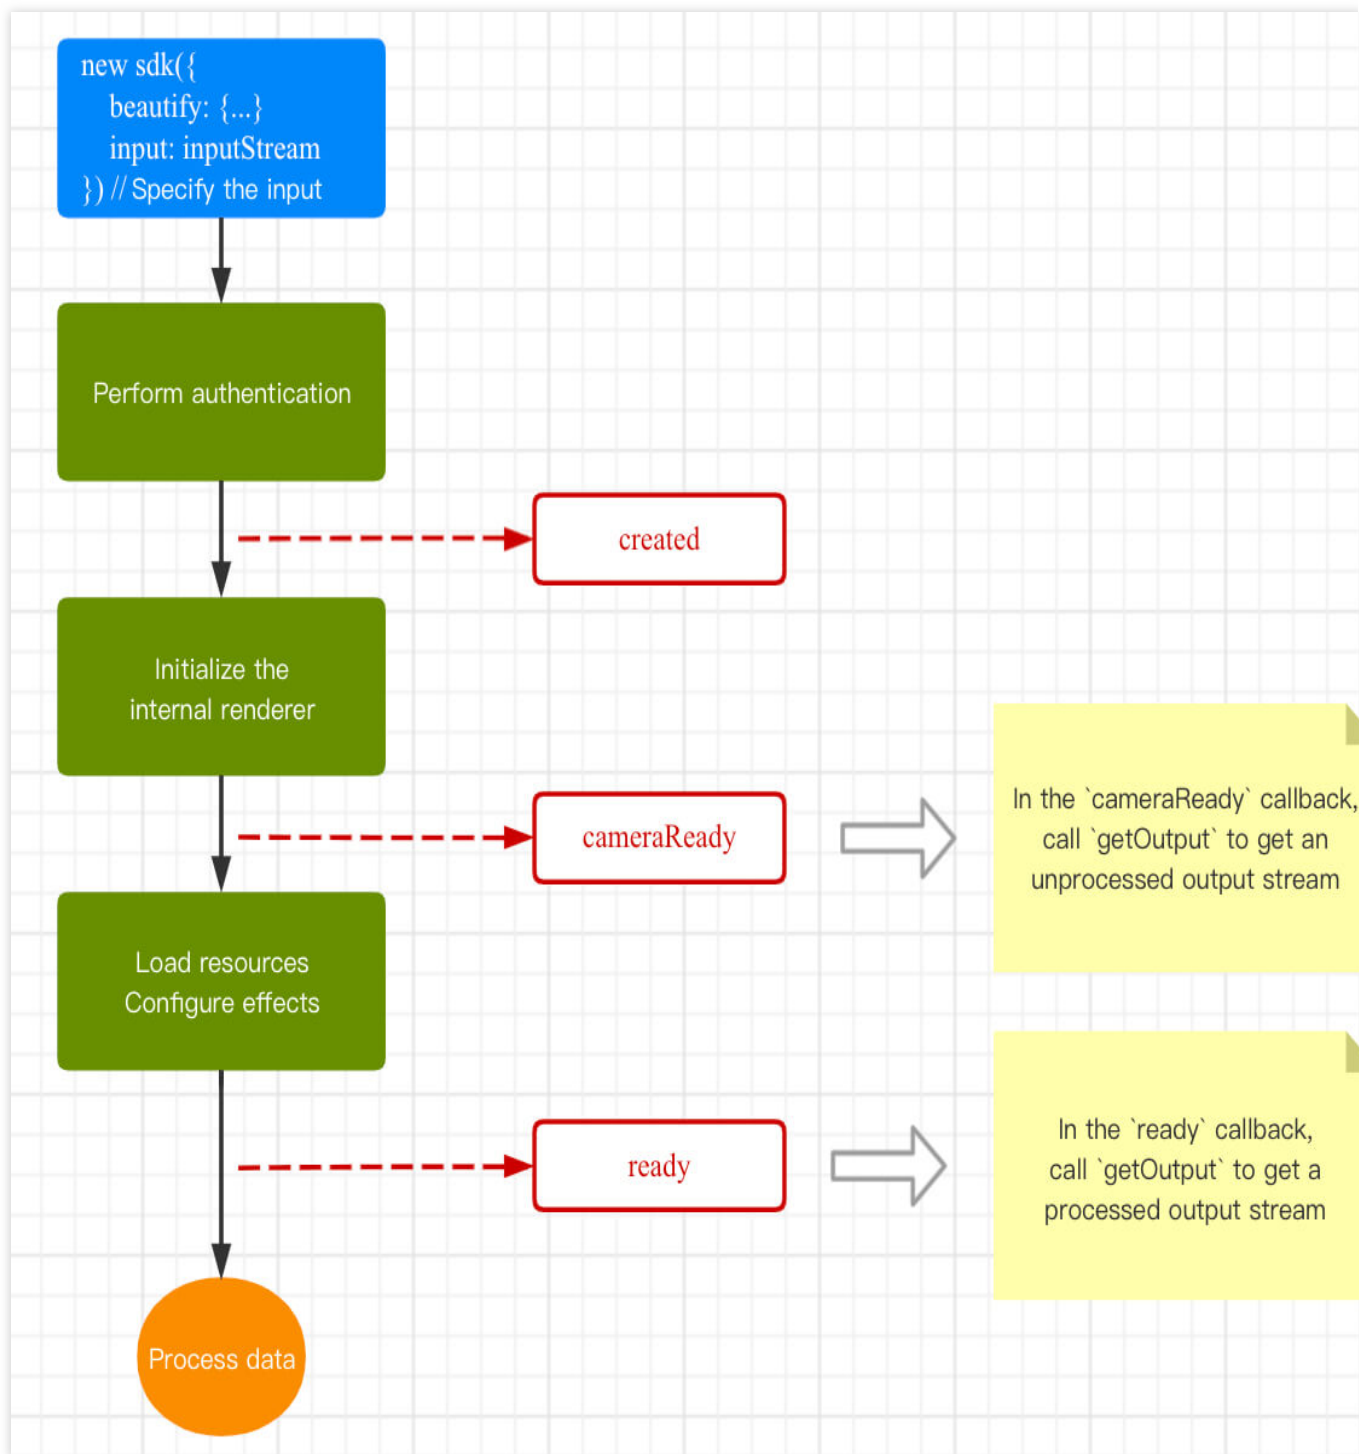 new sdk({
beautify: {...}
input: inputStream
}) // Specify the input
Perform authentication
created
Initialize the
internal renderer
cameraReady
In the `cameraReady` callback,
call `getOutput` to get an
unprocessed output stream
Load resources
Configure effects
ready
In the `ready` callback,
call `getOutput` to get a
processed output stream
Process data